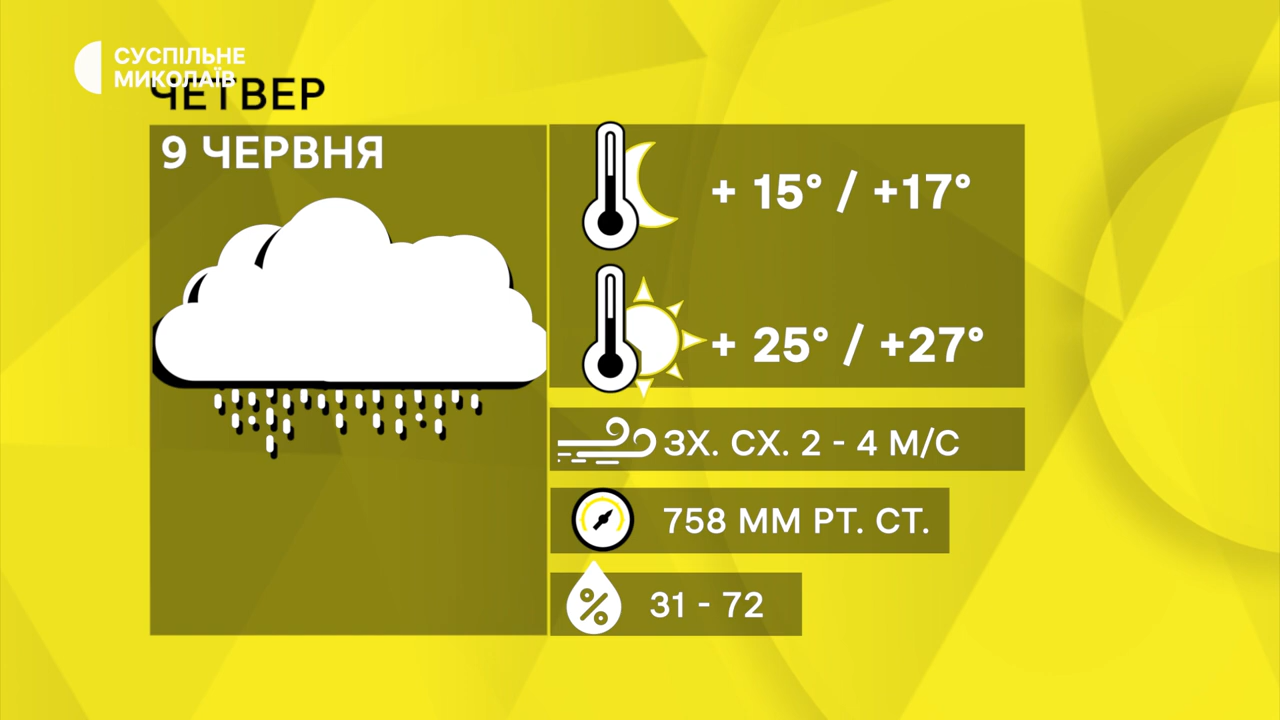 СУСПІЛЬНЕ
МИКОЛАЇВ
ЧЕТВЕР
9 ЧЕРВНЯ
+ 15° / +17°
+ 25° / +27°
ЗХ. СХ. 2 - 4 М/С
758 ММ РТ. СТ.
%
31 - 72